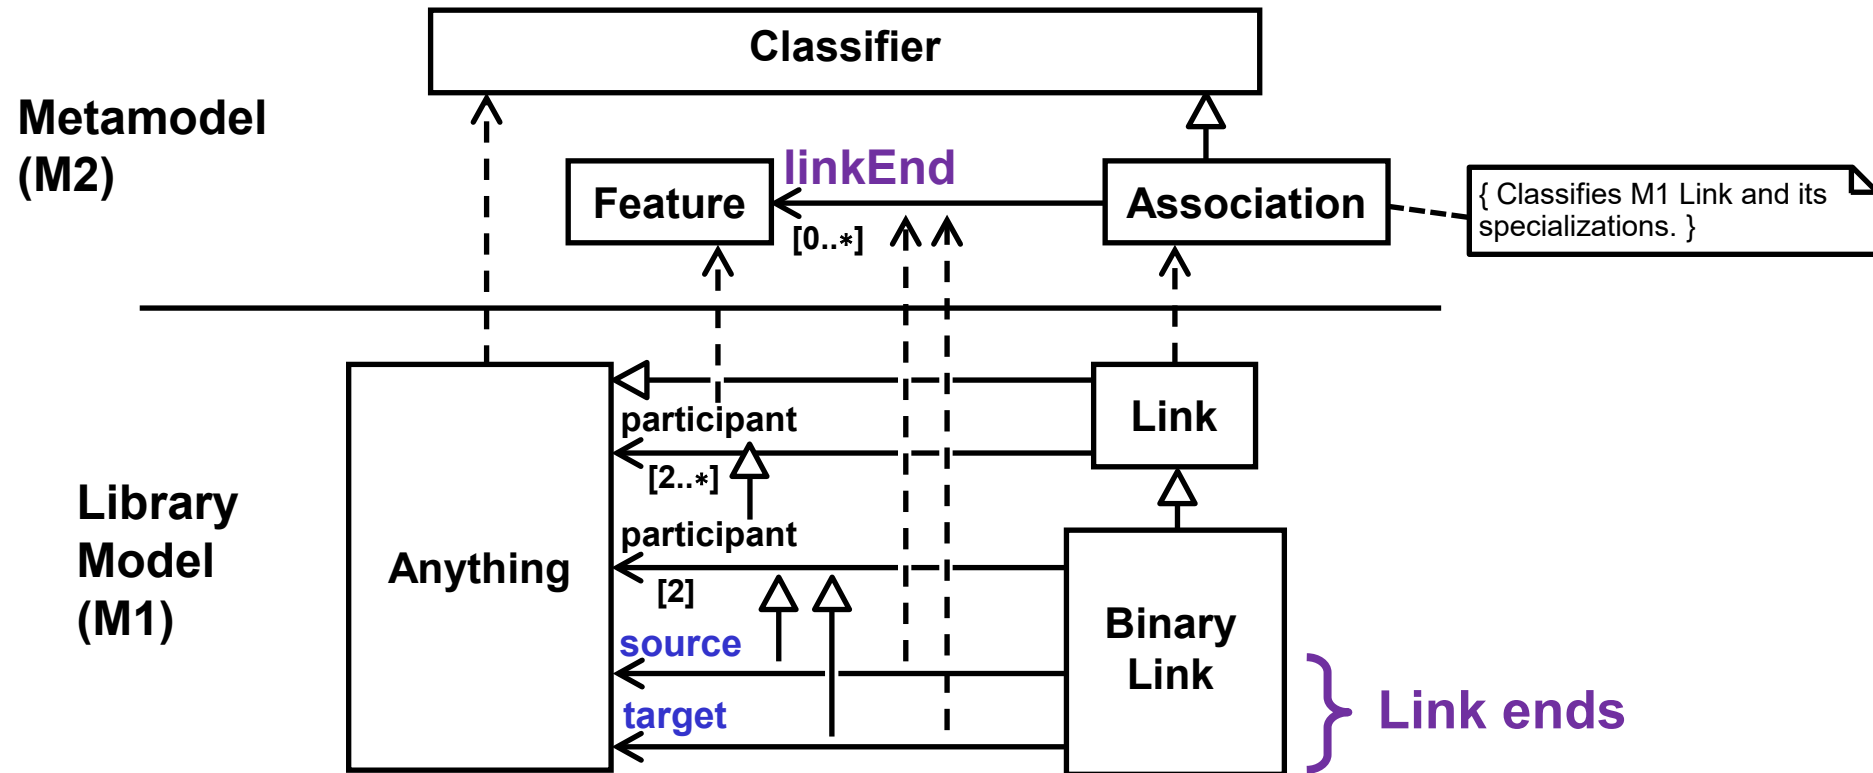 Classifier
Metamodel
(M2)
linkEnd
Feature
Association
[0..*]
{ Classifies M1 Link and its
specializations. }
participant
Link
[2..*]
Library
Model
(M1)
participant
Anything
[2]
Binary
Link
source
target
Link ends